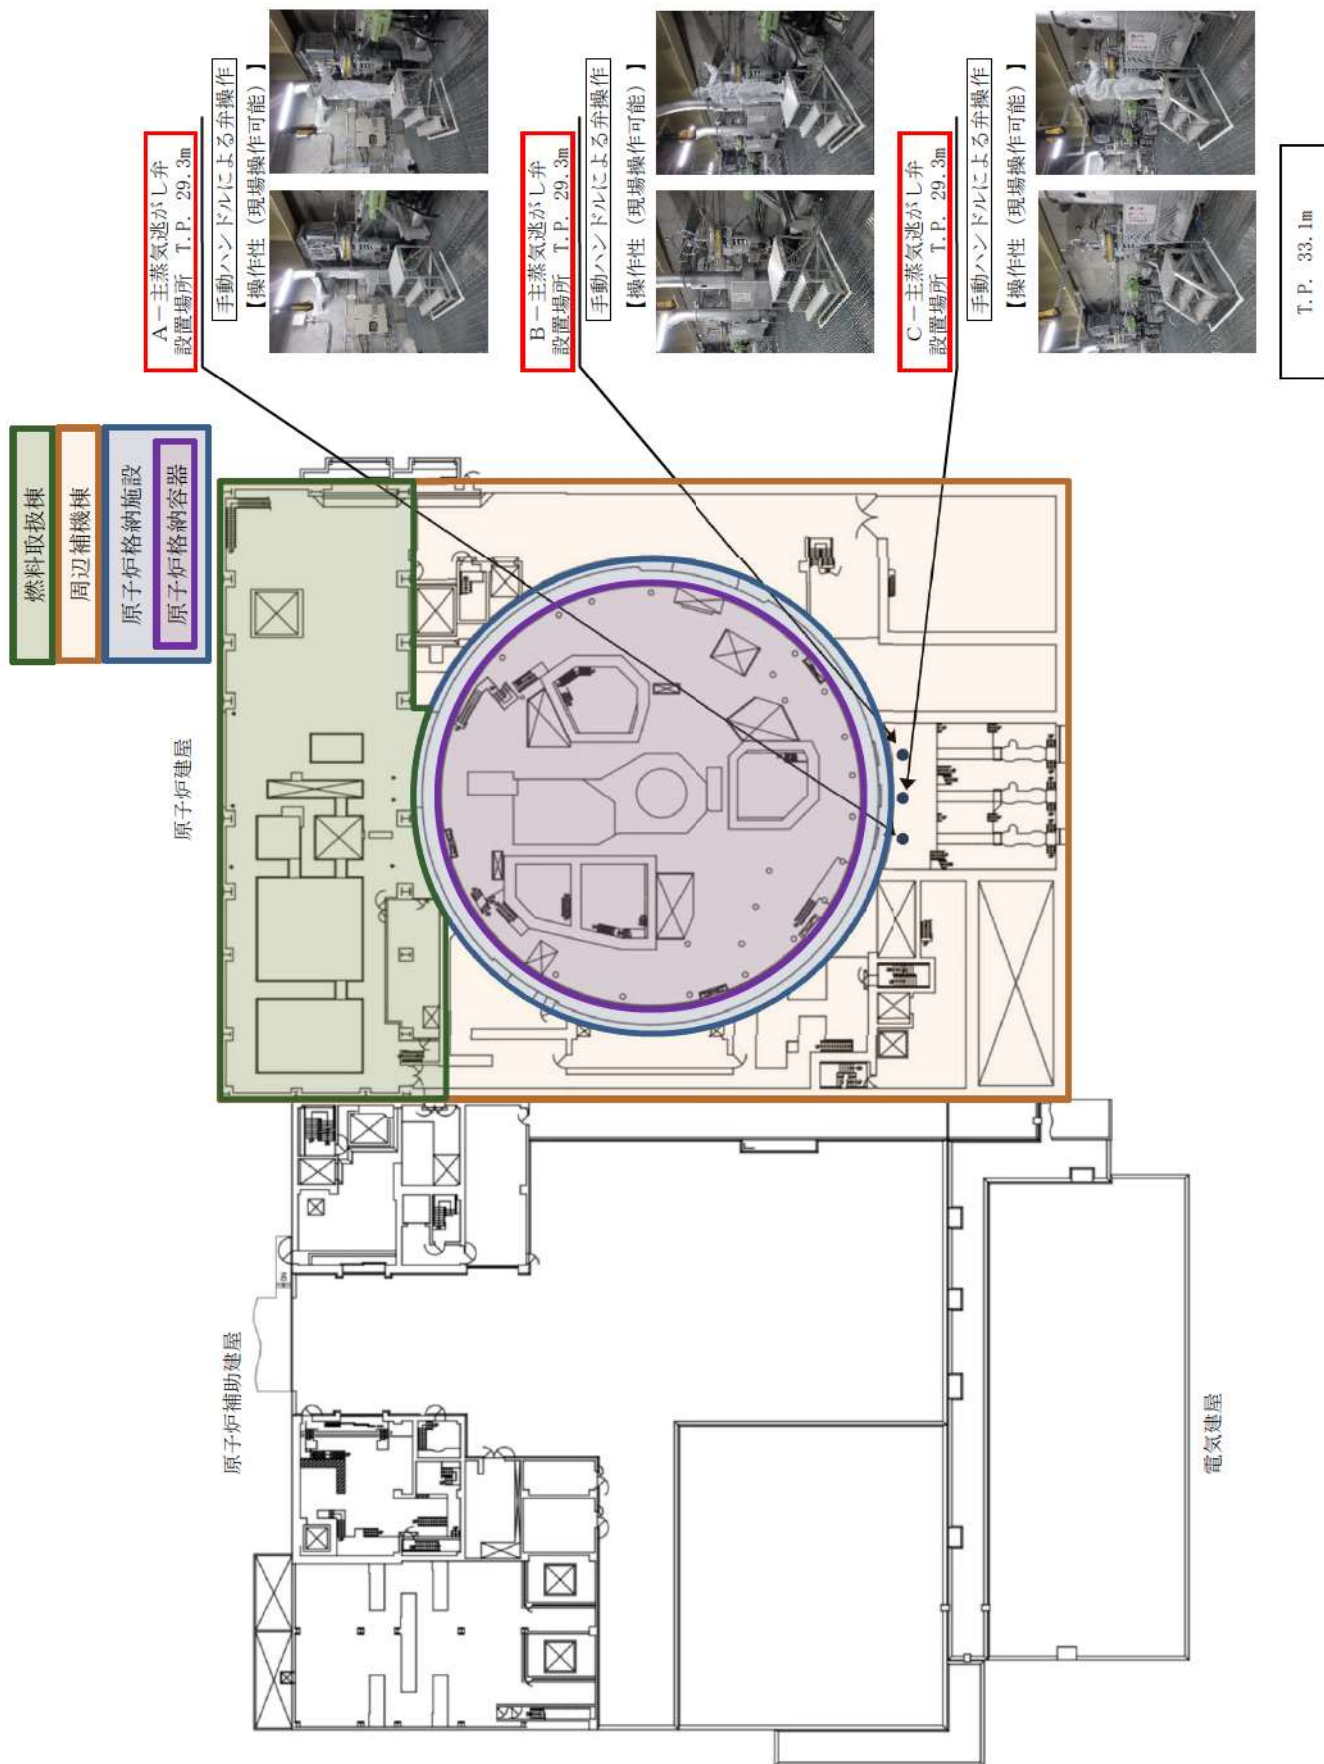 燃料取扱棟
周辺補機棟
原子炉格納施設
原子炉格納容器
原子炉建屋
原子炉補助建屋
電気建屋
A－主蒸気逃がし弁
設置場所 T.P. 29.3m
手動ハンドルによる弁操作
【操作性（現場操作可能）】
B－主蒸気逃がし弁
設置場所 T.P. 29.3m
手動ハンドルによる弁操作
【操作性（現場操作可能）】
C－主蒸気逃がし弁
設置場所 T.P. 29.3m
手動ハンドルによる弁操作
【操作性（現場操作可能）】
T.P. 33.1m